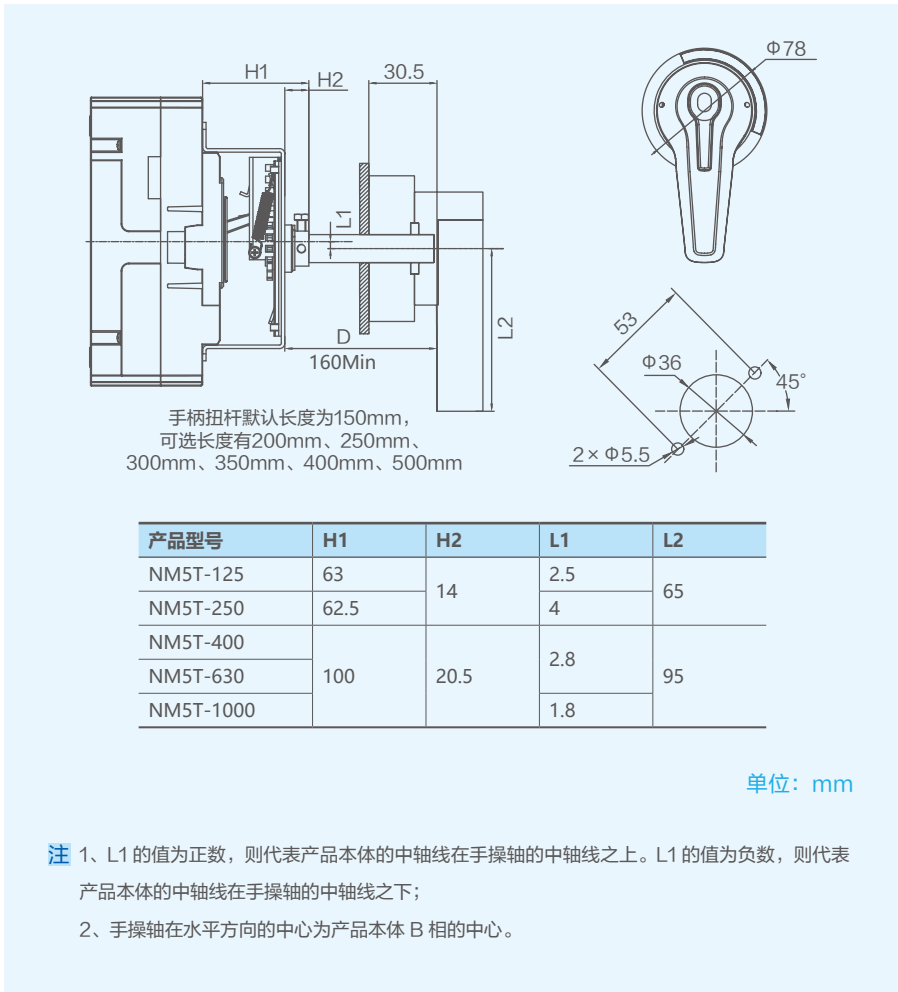 H1
H2
30.5
Φ78
L1
L2
D
160Min
53
Φ36
45°
2×Φ5.5
手柄扭杆默认长度为150mm，
可选长度有200mm、250mm、
300mm、350mm、400mm、500mm
产品型号 H1 H2 L1 L2
NM5T-125 63 14 2.5 65
NM5T-250 62.5 4
NM5T-400 100 20.5 2.8 95
NM5T-630
NM5T-1000 1.8
单位：mm
注 1、L1 的值为正数，则代表产品本体的中轴线在手操轴的中轴线之上。L1 的值为负数，则代表
产品本体的中轴线在手操轴的中轴线之下；
2、手操轴在水平方向的中心为产品本体 B 相的中心。